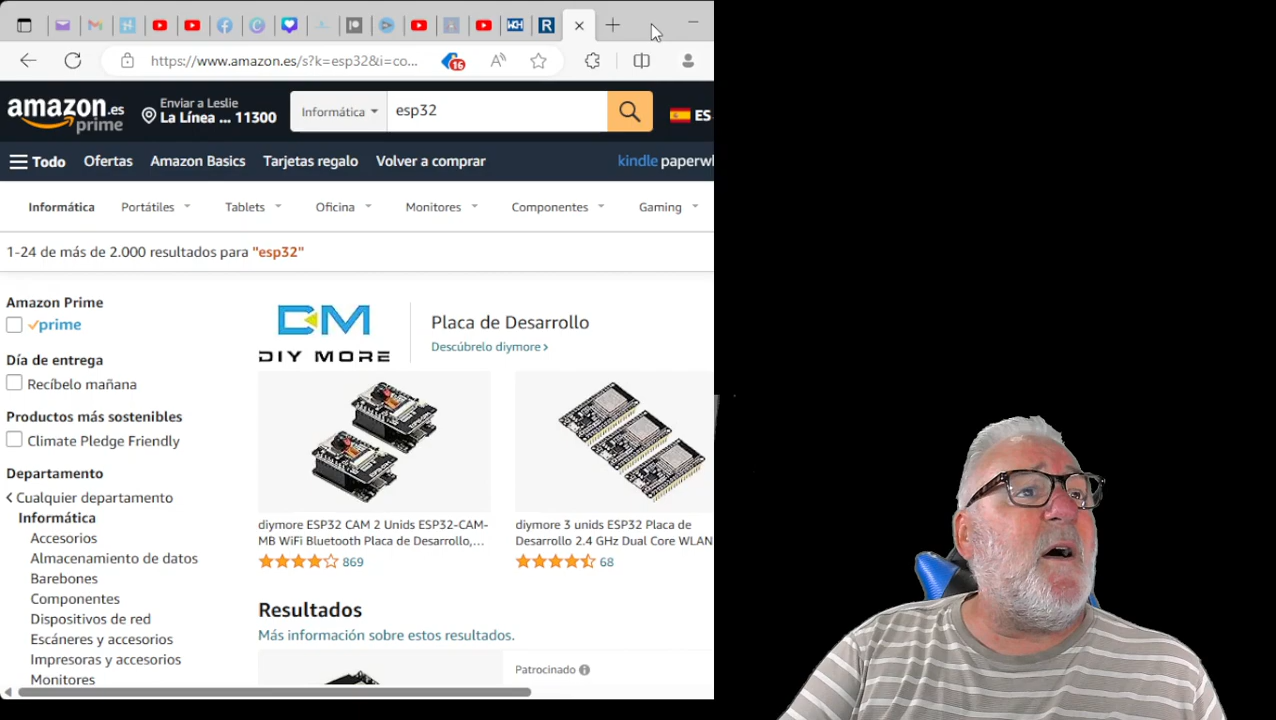 https://www.amazon.es/s?k=esp32&i=co...
16
amazon.es
prime
Enviar a Leslie
La Línea ... 11300
Informática
esp32
ES
Todo
Ofertas
Amazon Basics
Tarjetas regalo
Volver a comprar
kindle
Informática
Portátiles
Tablets
Oficina
Monitores
Componentes
Gaming
1-24 de más de 2.000 resultados para "esp32"
Amazon Prime
prime
Día de entrega
Recíbelo mañana
Productos más sostenibles
Climate Pledge Friendly
Departamento
Cualquier departamento
Informática
Accesorios
Almacenamiento de datos
Barebones
Componentes
Dispositivos de red
Escáneres y accesorios
Impresoras y accesorios
Monitores
DIY MORE
Placa de Desarrollo
Descúbrelo diymore
diymore ESP32 CAM 2 Unids ESP32-CAM-
MB WiFi Bluetooth Placa de Desarrollo,...
869
diymore 3 unids ESP32 Placa de
Desarrollo 2.4 GHz Dual Core WLAN
68
Resultados
Más información sobre estos resultados.
Patrocinado